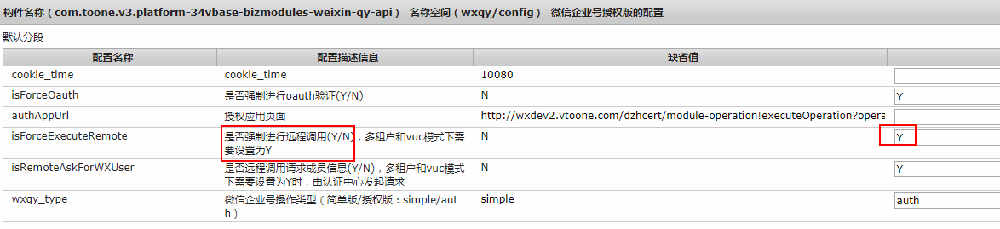 构件名称（com.toone.v3.platform-34vbase-bizmodules-weixin-qy-api） 名称空间（wxqy/config） 微信企业号授权版的配置
默认分段
配置名称 配置描述信息 缺省值
cookie_time cookie_time 10080
isForceOauth 是否强制进行oauth验证(Y/N) N Y
authAppUrl 授权应用页面 http://wxdev2.vtoone.com/dzhcert/module-operation!executeOperation?opera
isForceExecuteRemote 是否强制进行远程调用(Y/N)，多租户和vuc模式下需 N Y
要设置为Y
isRemoteAskForWXUser 是否远程调用请求成员信息(Y/N)，多租户和vuc模式 N Y
下需要设置为Y时，由认证中心发起请求
wxqy_type 微信企业号操作类型（简单版/授权版：simple/aut simple auth
h）